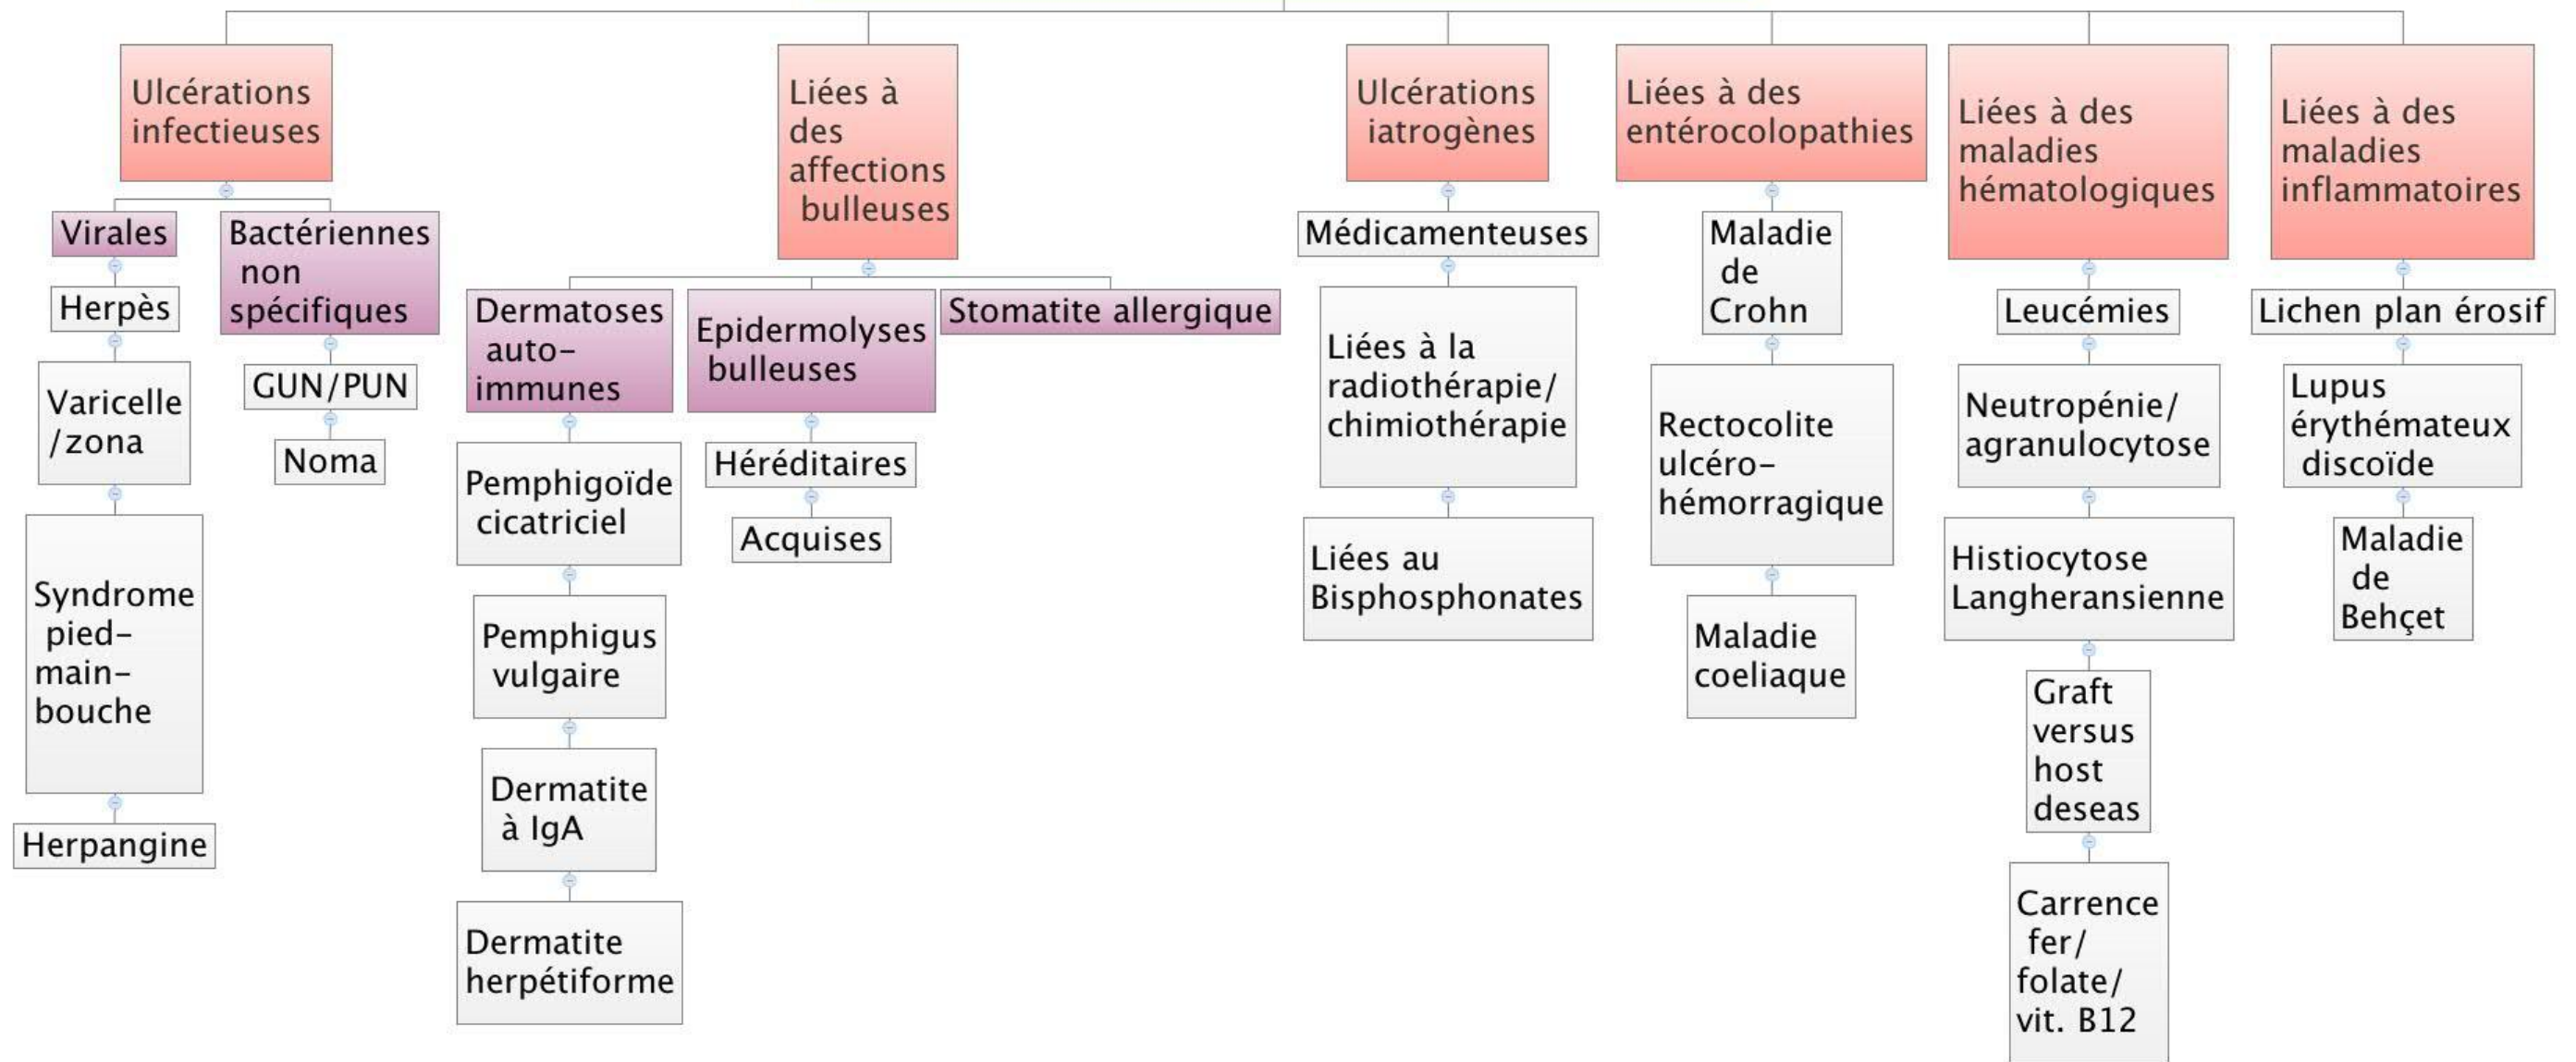 Ulcérations
infectieuses
Virales
Herpès
Varicelle
/zona
Syndrome
pied-
main-
bouche
Herpangine
Bactériennes
non
spécifiques
GUN/PUN
Noma
Liées à
des
affections
bulleuses
Dermatoses
auto-
immunes
Pemphigoïde
cicatriciel
Pemphigus
vulgaire
Dermatite
à IgA
Dermatite
herpétiforme
Epidermolyses
bulleuses
Héréditaires
Acquises
Stomatite allergique
Ulcérations
iatrogènes
Médicamenteuses
Liées à la
radiothérapie/
chimiothérapie
Liées au
Bisphosphonates
Liées à des
entérocolopathies
Maladie
de
Crohn
Rectocolite
ulcéro-
hémorragique
Maladie
coeliaque
Liées à des
maladies
hématologiques
Leucémies
Neutropénie/
agranulocytose
Histiocytose
Langheransienne
Graft
versus
host
deseas
Carrence
fer/
folate/
vit. B12
Liées à des
maladies
inflammatoires
Lichen plan érosif
Lupus
érythémateux
discoïde
Maladie
de
Behçet